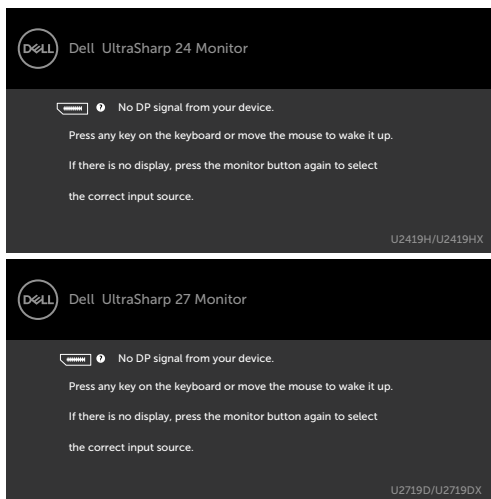 DELL Dell UltraSharp 24 Monitor
? No DP signal from your device.
Press any key on the keyboard or move the mouse to wake it up.
If there is no display, press the monitor button again to select
the correct input source.
U2419H/U2419HX
DELL Dell UltraSharp 27 Monitor
? No DP signal from your device.
Press any key on the keyboard or move the mouse to wake it up.
If there is no display, press the monitor button again to select
the correct input source.
U2719D/U2719DX